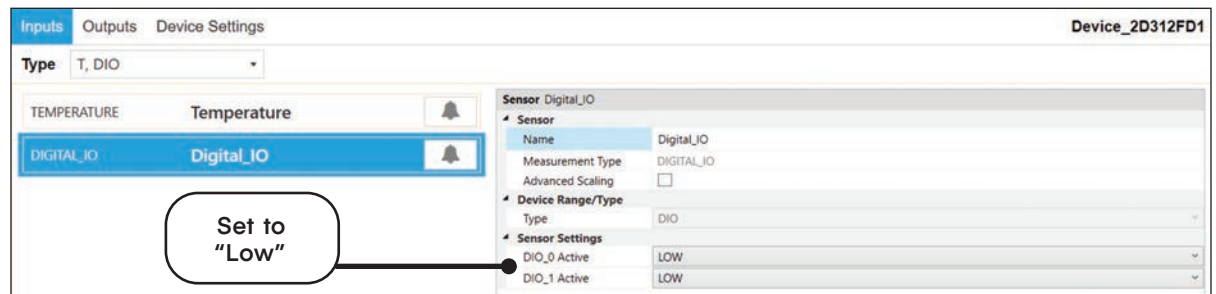 Inputs Outputs Device Settings Device_2D312FD1
Type T, DIO
TEMPERATURE Temperature
DIGITAL_IO Digital_IO
Set to
“Low”
Sensor Digital_IO
Sensor
Name Digital_IO
Measurement Type DIGITAL_IO
Advanced Scaling
Device Range/Type
Type DIO
Sensor Settings
DIO_0 Active LOW
DIO_1 Active LOW